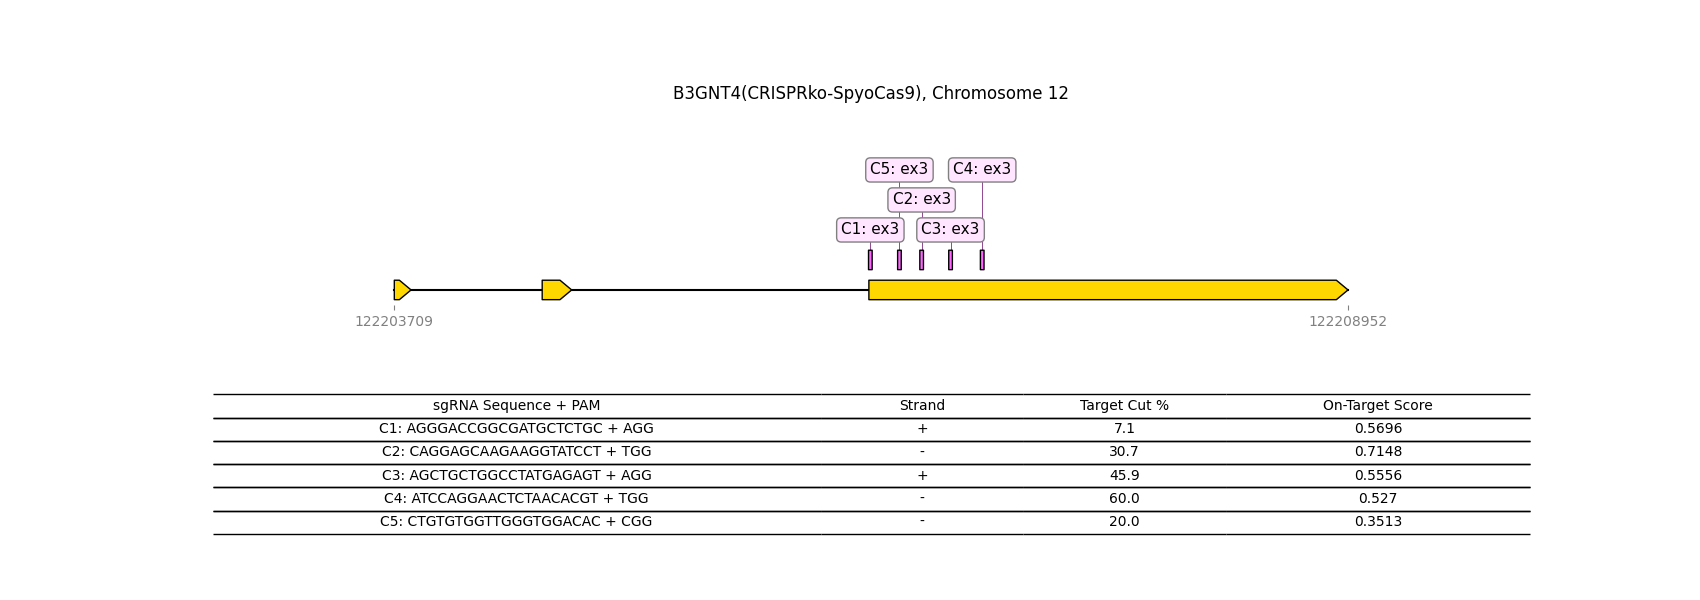 B3GNT4(CRISPRko-SpyoCas9), Chromosome 12
C5: ex3 C4: ex3
C2: ex3
C1: ex3 C3: ex3
122203709 122208952
sgRNA Sequence + PAM Strand Target Cut % On-Target Score
C1: AGGGACCGGCGATGCTCTGC + AGG + 7.1 0.5696
C2: CAGGAGCAAGAAGGTATCCT + TGG - 30.7 0.7148
C3: AGCTGCTGGCCTATGAGAGT + AGG + 45.9 0.5556
C4: ATCCAGGAACTCTAACACGT + TGG - 60.0 0.527
C5: CTGTGTGGTTGGGTGGACAC + CGG - 20.0 0.3513